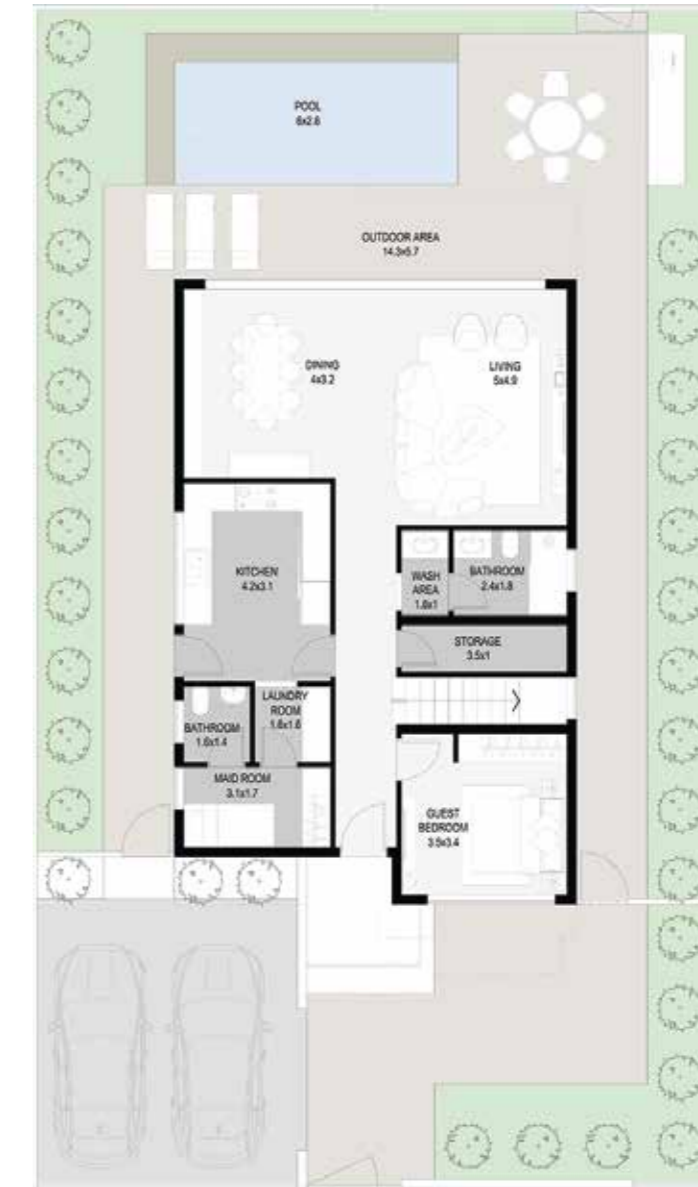 POOL
6x2.6
OUTDOOR AREA
14.3x5.7
DINING
4x3.2
LIVING
5x4.9
KITCHEN
4.2x3.1
WASH
AREA
1.8x1
BATHROOM
2.4x1.8
STORAGE
3.5x1
LAUNDRY
ROOM
1.6x1.6
BATHROOM
1.6x1.4
MAID ROOM
3.1x1.7
GUEST
BEDROOM
3.5x3.4